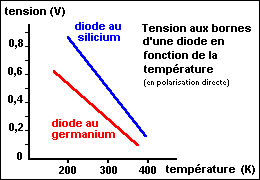 tension (V)
diode au
silicium
Tension aux bornes
d'une diode en
fonction de la
température
(en polarisation directe)
0,8
0,6
0,4
0,2
0
diode au
germanium
200 300 400 température (K)